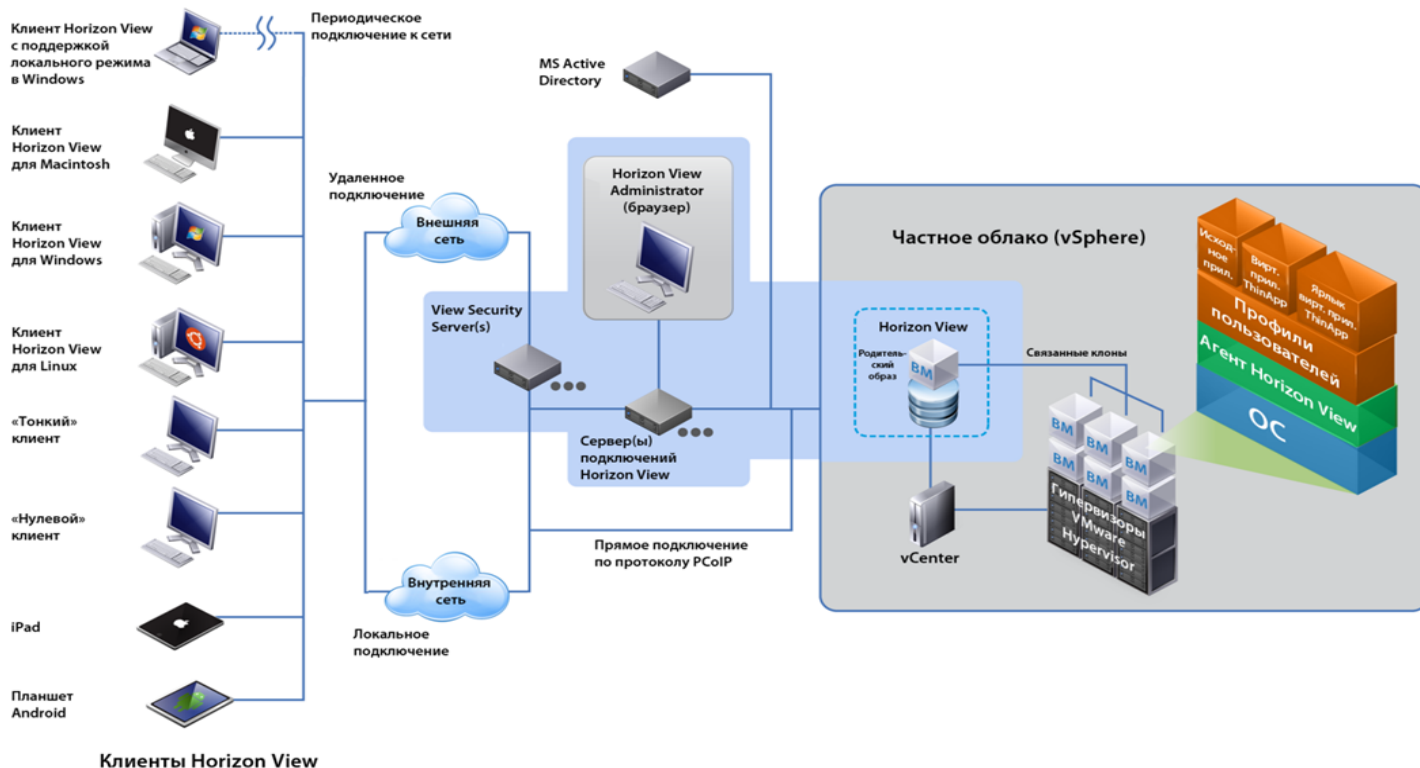 Клиент Horizon View
с поддержкой
локального режима
в Windows
Периодическое
подключение к сети
Клиент
Horizon View
для Macintosh
Клиент
Horizon View
для Windows
Клиент
Horizon View
для Linux
«Тонкий»
клиент
«Нулевой»
клиент
iPad
Планшет
Android
Клиенты Horizon View
Удаленное
подключение
Внешняя
сеть
Внутренняя
сеть
Локальное
подключение
MS Active
Directory
Horizon View
Administrator
(браузер)
View Security
Server(s)
Сервер(ы)
подключений
Horizon View
Прямое подключение
по протоколу PCoIP
Частное облако (vSphere)
Horizon View
Родитель-
ский
образ
ВМ
Связанные клоны
vCenter
ВМ
ВМ
ВМ
ВМ
ВМ
ВМ
Гипервизоры
VMware
Hypervisor
Исход-
ное
прил.
Вирт.
прил.
ThinApp
Ярлык
вирт. прил.
ThinApp
Профили
пользователей
Агент Horizon View
ОС